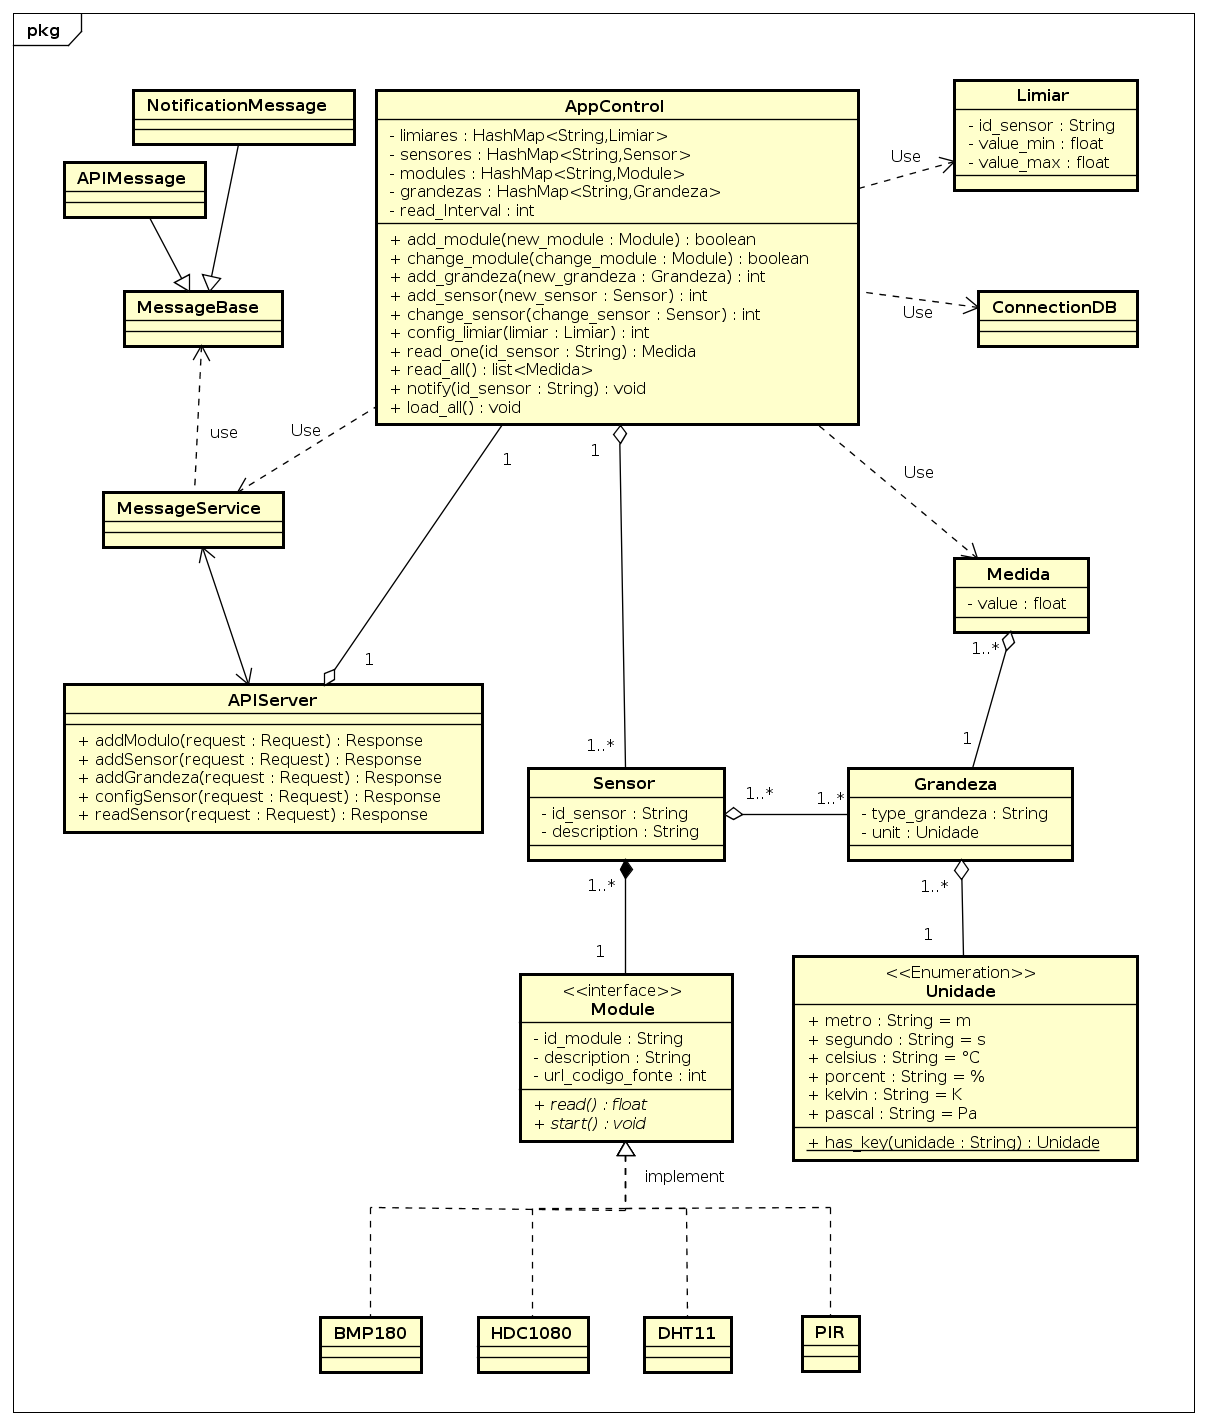 pkg
NotificationMessage
APIMessage
MessageBase
use
MessageService
AppControl
- limiares : HashMap<String,Limiar>
- sensores : HashMap<String,Sensor>
- modules : HashMap<String,Module>
- grandezas : HashMap<String,Grandeza>
- read_Interval : int
+ add_module(new_module : Module) : boolean
+ change_module(change_module : Module) : boolean
+ add_grandeza(new_grandeza : Grandeza) : int
+ add_sensor(new_sensor : Sensor) : int
+ change_sensor(change_sensor : Sensor) : int
+ config_limiar(limiar : Limiar) : int
+ read_one(id_sensor : String) : Medida
+ read_all() : list<Medida>
+ notify(id_sensor : String) : void
+ load_all() : void
Use
Limiar
- id_sensor : String
- value_min : float
- value_max : float
Use
ConnectionDB
Use
1
1
Use
Medida
- value : float
1..*
1
1
APIServer
+ addModulo(request : Request) : Response
+ addSensor(request : Request) : Response
+ addGrandeza(request : Request) : Response
+ configSensor(request : Request) : Response
+ readSensor(request : Request) : Response
1..*
Sensor
- id_sensor : String
- description : String
1..*
1..*
Grandeza
- type_grandeza : String
- unit : Unidade
1..*
1
1..*
1
<<interface>>
Module
- id_module : String
- description : String
- url_codigo_fonte : int
+ read() : float
+ start() : void
<<Enumeration>>
Unidade
+ metro : String = m
+ segundo : String = s
+ celsius : String = °C
+ porcent : String = %
+ kelvin : String = K
+ pascal : String = Pa
+ has_key(unidade : String) : Unidade
implement
BMP180
HDC1080
DHT11
PIR